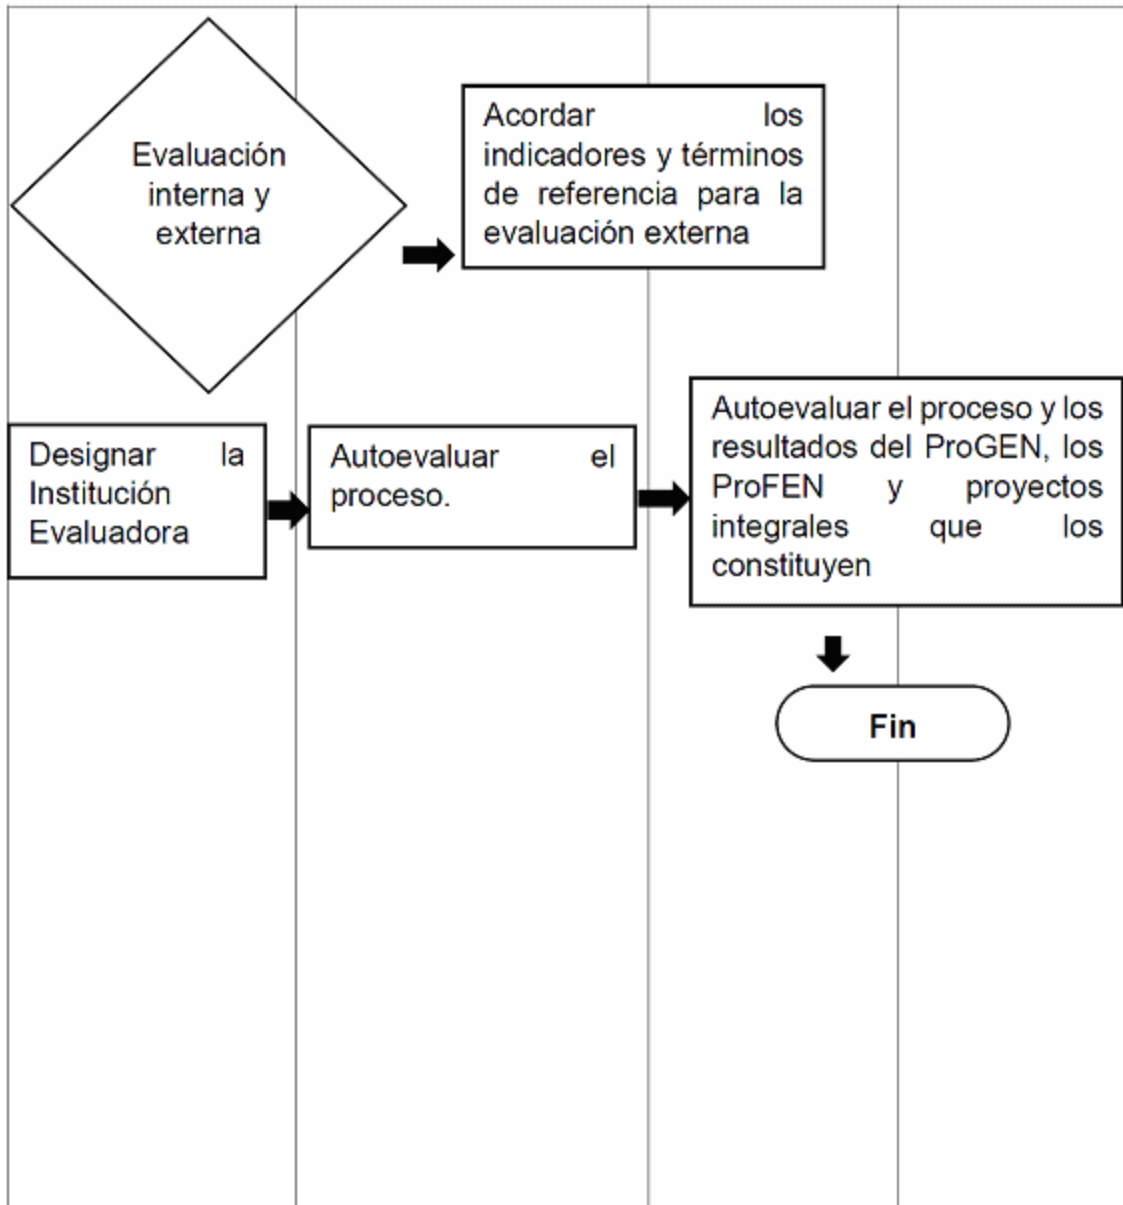 Evaluación
interna y
externa
Acordar los
indicadores y términos
de referencia para la
evaluación externa
Designar la
Institución
Evaluadora
Autoevaluar el
proceso.
Autoevaluar el proceso y los
resultados del ProGEN, los
ProFEN y proyectos
integrales que los
constituyen
Fin